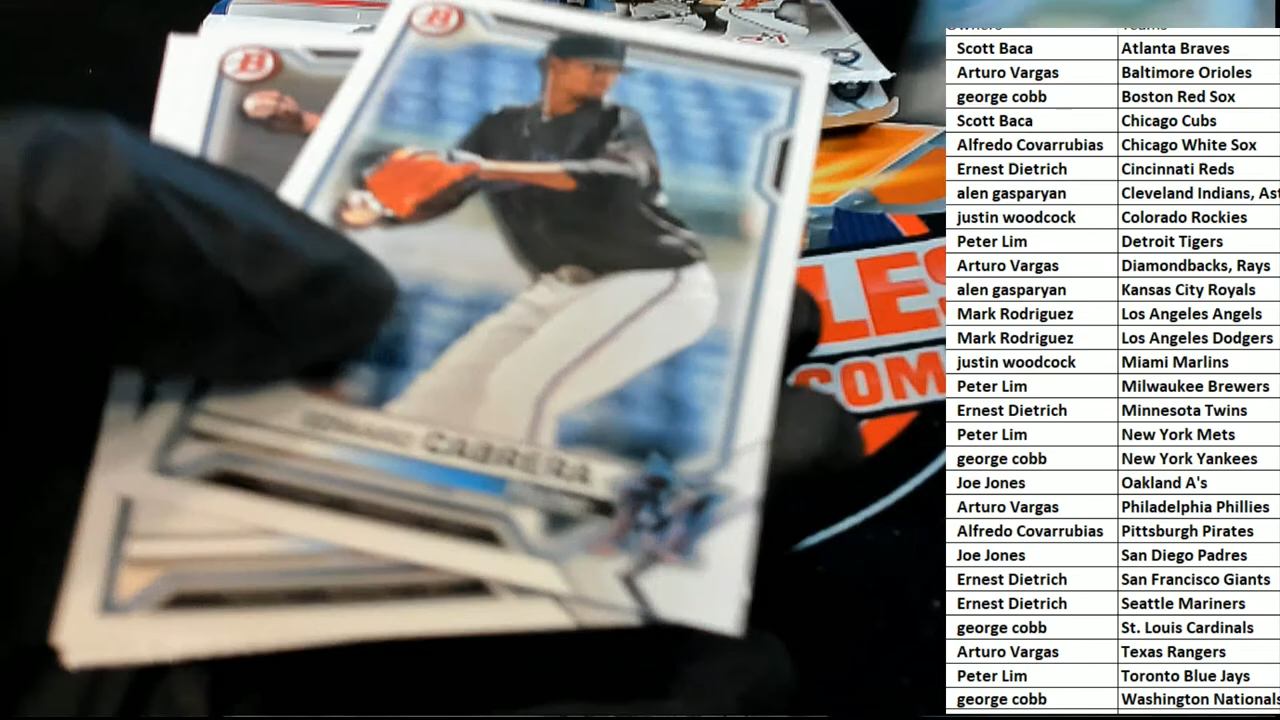 Owners Teams
Scott Baca Atlanta Braves
Arturo Vargas Baltimore Orioles
george cobb Boston Red Sox
Scott Baca Chicago Cubs
Alfredo Covarrubias Chicago White Sox
Ernest Dietrich Cincinnati Reds
alen gasparyan Cleveland Indians, Ast
justin woodcock Colorado Rockies
Peter Lim Detroit Tigers
Arturo Vargas Diamondbacks, Rays
alen gasparyan Kansas City Royals
Mark Rodriguez Los Angeles Angels
Mark Rodriguez Los Angeles Dodgers
justin woodcock Miami Marlins
Peter Lim Milwaukee Brewers
Ernest Dietrich Minnesota Twins
Peter Lim New York Mets
george cobb New York Yankees
Joe Jones Oakland A's
Arturo Vargas Philadelphia Phillies
Alfredo Covarrubias Pittsburgh Pirates
Joe Jones San Diego Padres
Ernest Dietrich San Francisco Giants
Ernest Dietrich Seattle Mariners
george cobb St. Louis Cardinals
Arturo Vargas Texas Rangers
Peter Lim Toronto Blue Jays
george cobb Washington Nationals
B
B
CABRERA
LES
COM